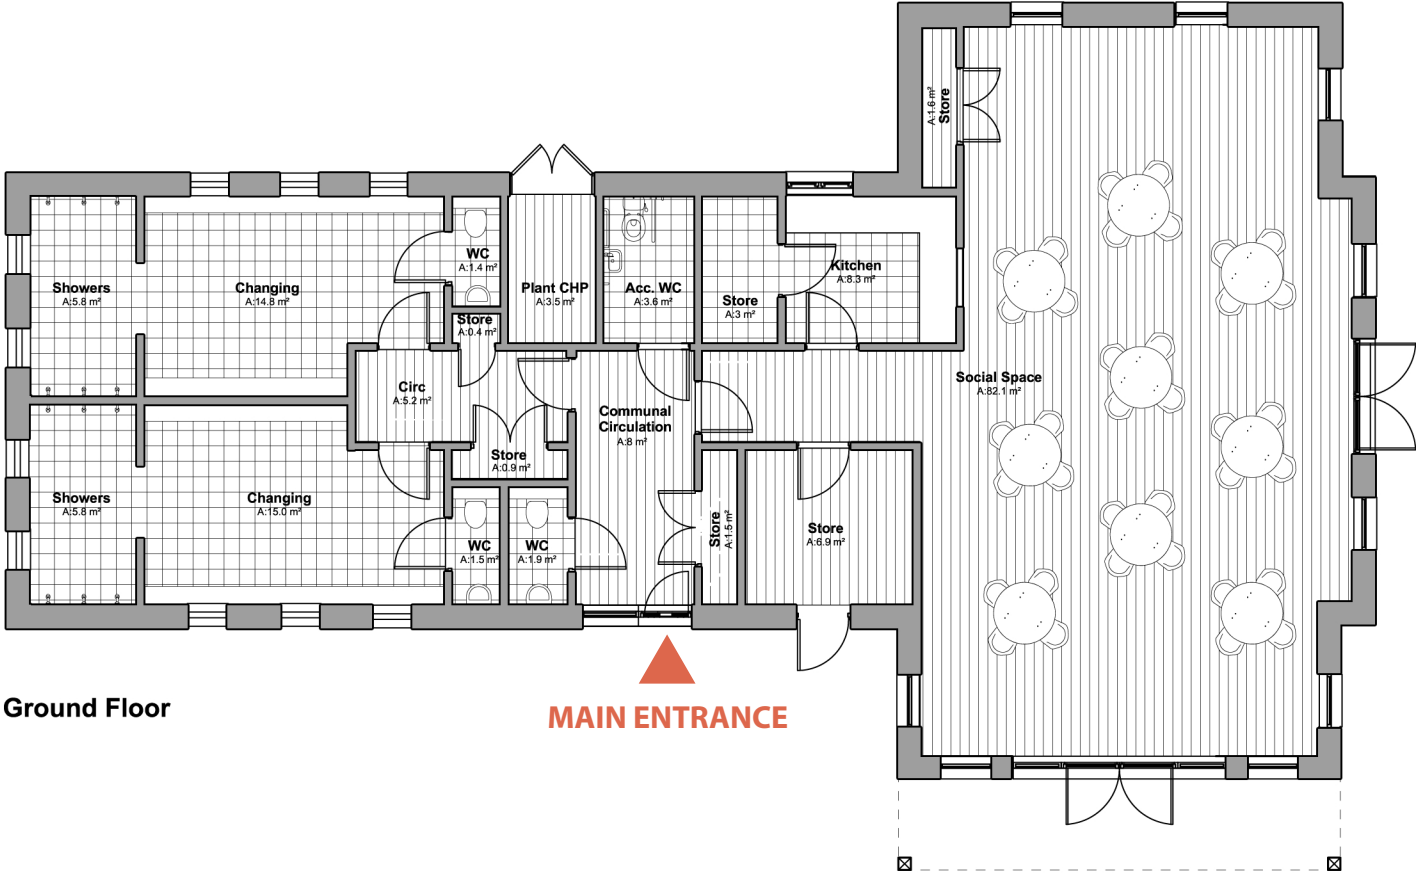 Store
A:1.6 m²
Showers
A:5.8 m²
Changing
A:14.8 m²
WC
A:1.4 m²
Plant CHP
A:3.5 m²
Acc. WC
A:3.6 m²
Store
A:3 m²
Kitchen
A:8.3 m²
Store
A:0.4 m²
Circ
A:5.2 m²
Communal
Circulation
A:8 m²
Social Space
A:82.1 m²
Store
A:0.9 m²
Showers
A:5.8 m²
Changing
A:15.0 m²
WC
A:1.5 m²
WC
A:1.9 m²
Store
A:1.5 m²
Store
A:6.9 m²
Ground Floor
MAIN ENTRANCE